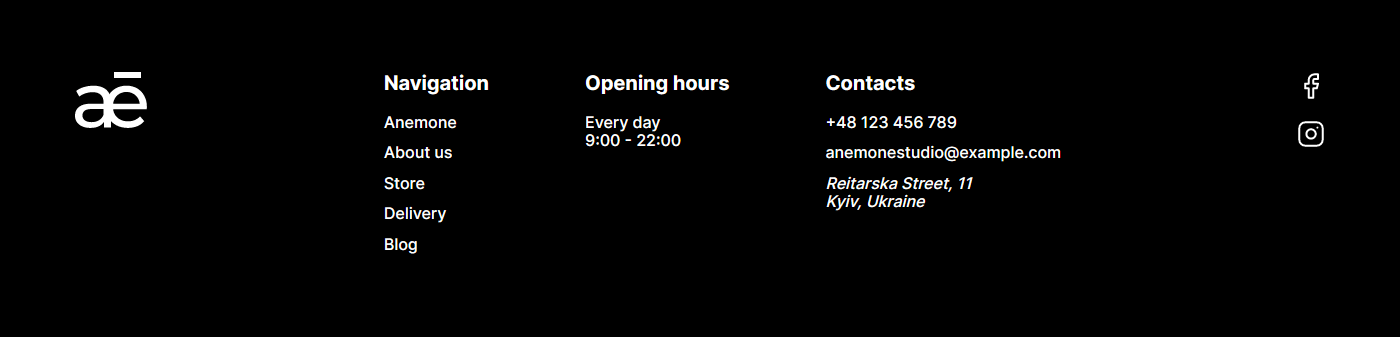 aē
Navigation
Anemone
About us
Store
Delivery
Blog
Opening hours
Every day
9:00 - 22:00
Contacts
+48 123 456 789
anemonestudio@example.com
Reitarska Street, 11
Kyiv, Ukraine